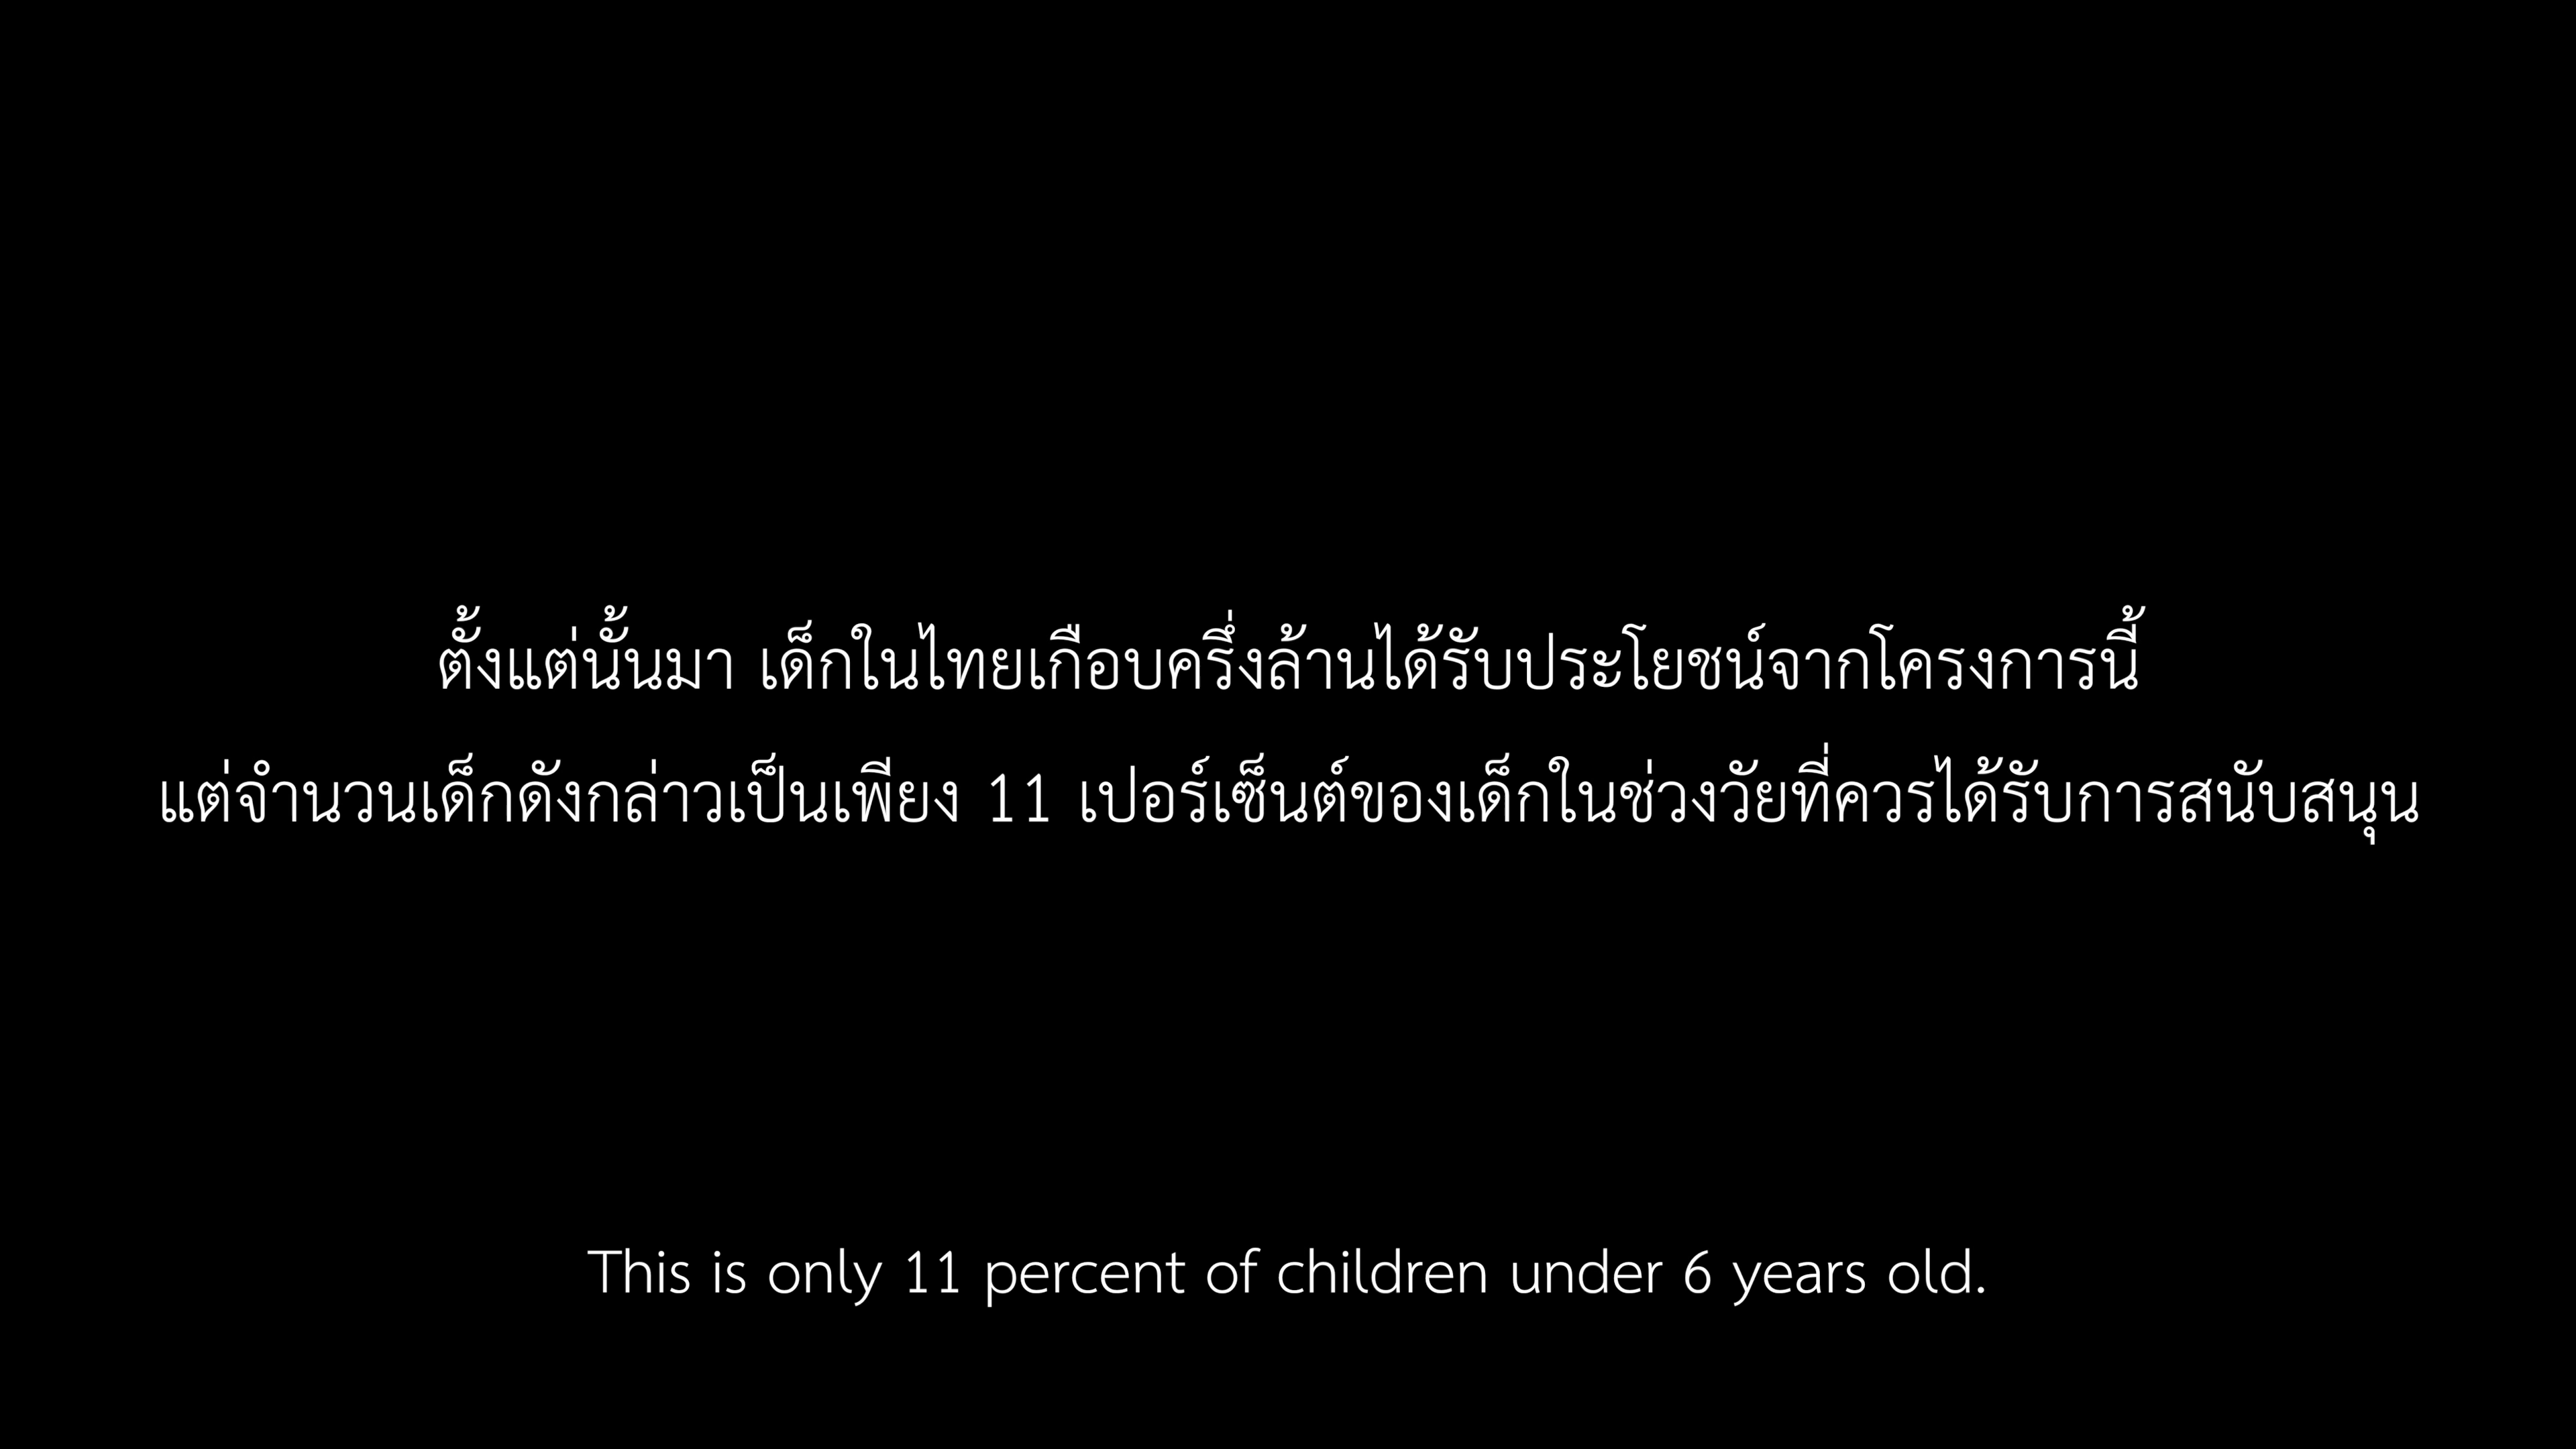 ตั้งแต่นั้นมา เด็กในไทยเกือบครึ่งล้านได้รับประโยชน์จากโครงการนี้
แต่จำนวนเด็กดังกล่าวเป็นเพียง 11 เปอร์เซ็นต์ของเด็กในช่วงวัยที่ควรได้รับการสนับสนุน
This is only 11 percent of children under 6 years old.